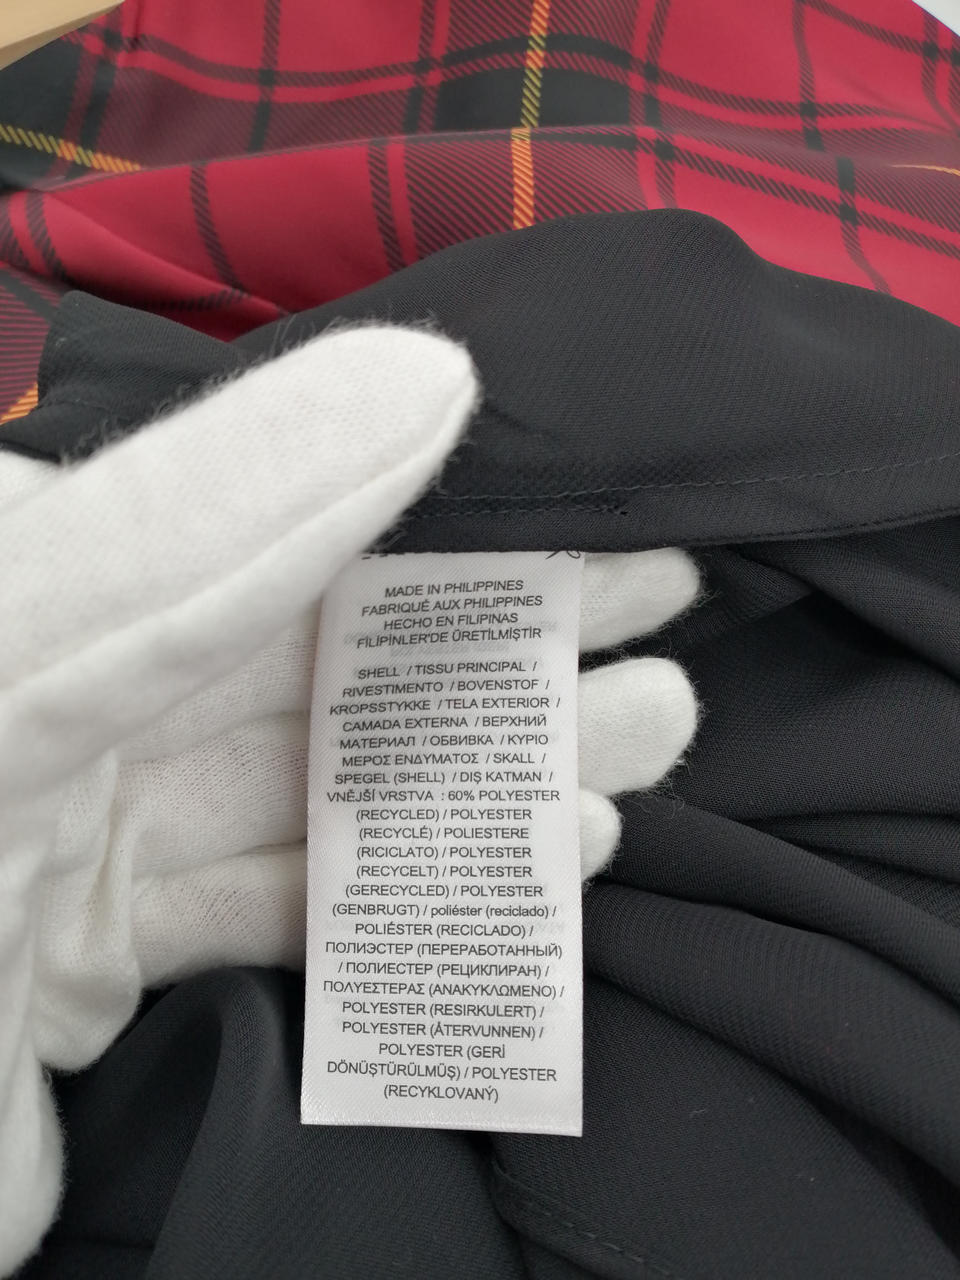 MADE IN PHILIPPINES
FABRIQUÉ AUX PHILIPPINES
HECHO EN FILIPINAS
FİLİPİNLER'DE ÜRETİLMİŞTİR
SHELL / TISSU PRINCIPAL /
RIVESTIMENTO / BOVENSTOF /
KROPSSTYKKE / TELA EXTERIOR /
CAMADA EXTERNA / ВЕРХНИЙ
МАТЕРИАЛ / ОБВИВКА / ΚΥΡΙΟ
ΜΕΡΟΣ ΕΝΔΥΜΑΤΟΣ / SKALL /
SPEGEL (SHELL) / DIŞ KATMAN /
VNĚJŠÍ VRSTVA : 60% POLYESTER
(RECYCLED) / POLYESTER
(RECYCLÉ) / POLIESTERE
(RICICLATO) / POLYESTER
(RECYCELT) / POLYESTER
(GERECYCLED) / POLYESTER
(GENBRUGT) / poliéster (reciclado) /
POLIÉSTER (RECICLADO) /
ПОЛИЭСТЕР (ПЕРЕРАБОТАННЫЙ)
/ ПОЛИЕСТЕР (РЕЦИКЛИРАН) /
ΠΟΛΥΕΣΤΕΡΑΣ (ΑΝΑΚΥΚΛΩΜΕΝΟ) /
POLYESTER (RESIRKULERT) /
POLYESTER (ÅTERVUNNEN) /
POLYESTER (GERİ
DÖNÜŞTÜRÜLMÜŞ) / POLYESTER
(RECYKLOVANÝ)